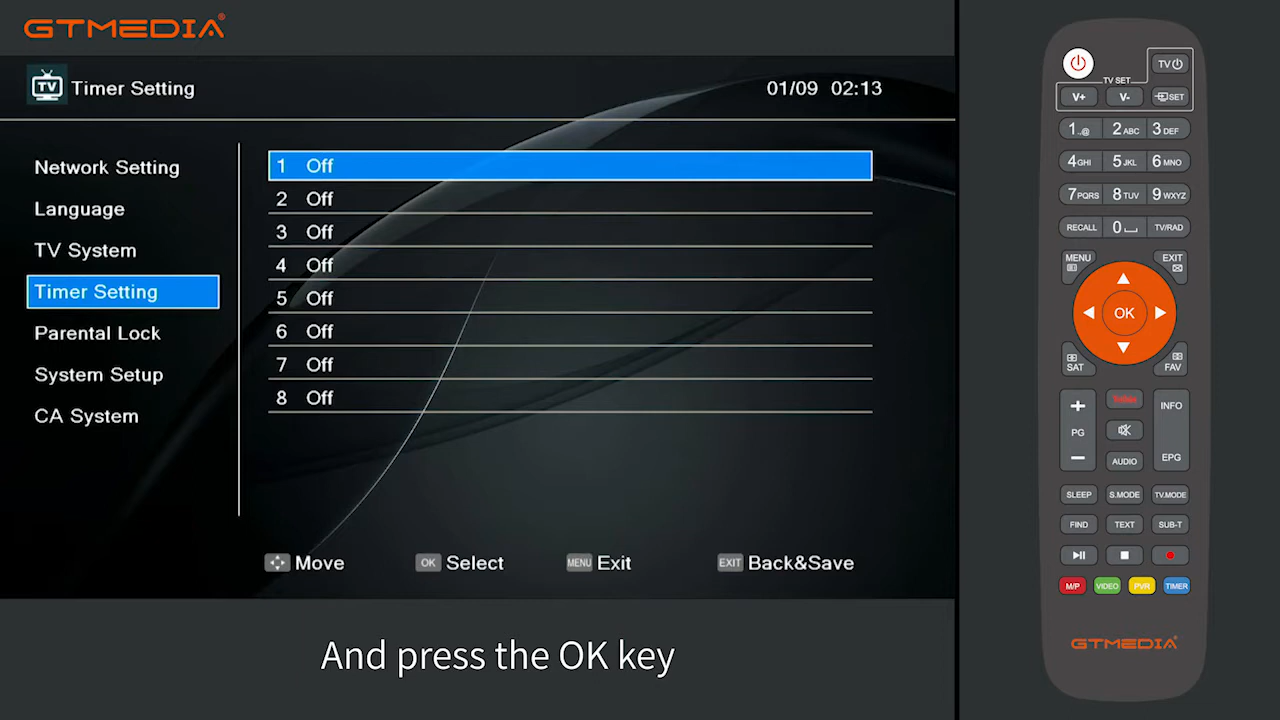 GTMEDIA®
TV Timer Setting 01/09 02:13
Network Setting
Language
TV System
Timer Setting
Parental Lock
System Setup
CA System
1 Off
2 Off
3 Off
4 Off
5 Off
6 Off
7 Off
8 Off
Move OK Select MENU Exit EXIT Back&Save
And press the OK key
TV
TV SET
V+ V- SET
1.,@ 2ABC 3DEF
4GHI 5JKL 6MNO
7PQRS 8TUV 9WXYZ
RECALL 0 TV/RAD
MENU EXIT
OK
SAT FAV
+ INFO
PG
- AUDIO EPG
SLEEP S.MODE TV.MODE
FIND TEXT SUB-T
M/P VIDEO PVR TIMER
GTMEDIA®